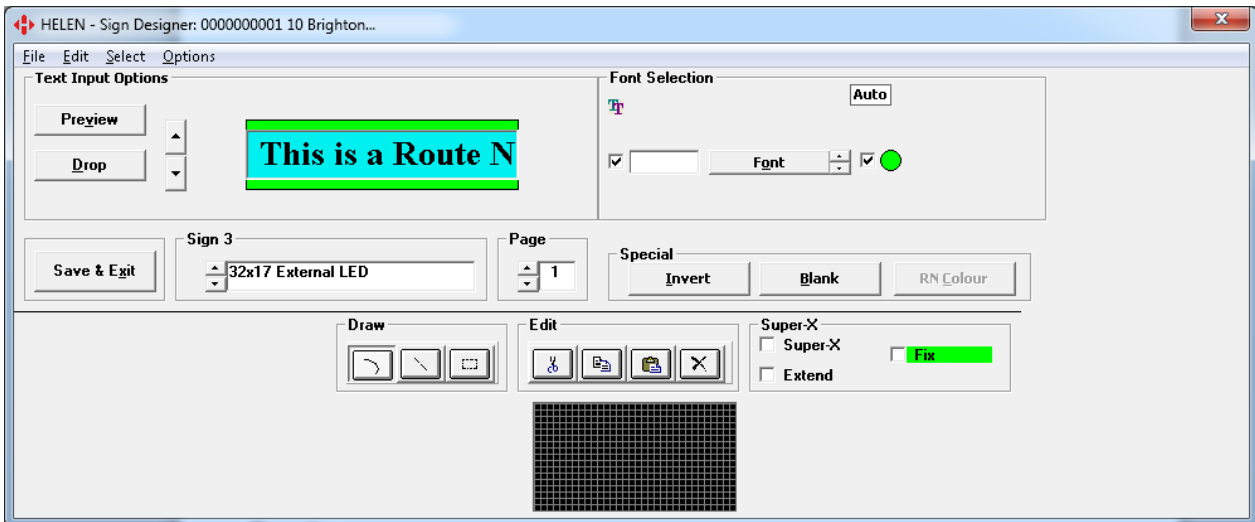 HELEN - Sign Designer: 0000000001 10 Brighton...
File Edit Select Options
Text Input Options
Font Selection
Auto
Preview
This is a Route N
Drop
Font
Sign 3
Page
Save & Exit
32x17 External LED
1
Special
Invert
Blank
RN Colour
Draw
Edit
Super-X
Super-X
Fix
Extend